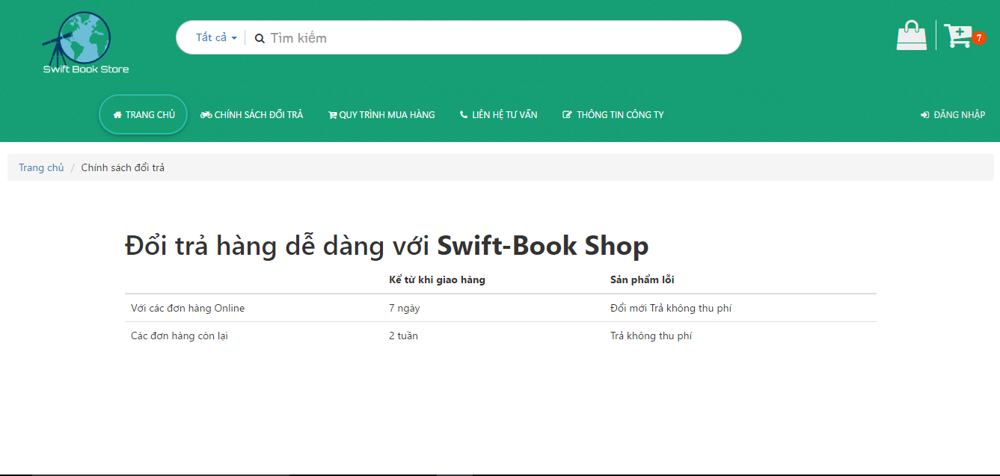 Swift Book Store
Tất cả Tìm kiếm
7
TRANG CHỦ CHÍNH SÁCH ĐỔI TRẢ QUY TRÌNH MUA HÀNG LIÊN HỆ TƯ VẤN THÔNG TIN CÔNG TY ĐĂNG NHẬP
Trang chủ / Chính sách đổi trả
Đổi trả hàng dễ dàng với Swift-Book Shop
Kể từ khi giao hàng Sản phẩm lỗi
Với các đơn hàng Online 7 ngày Đổi mới Trả không thu phí
Các đơn hàng còn lại 2 tuần Trả không thu phí